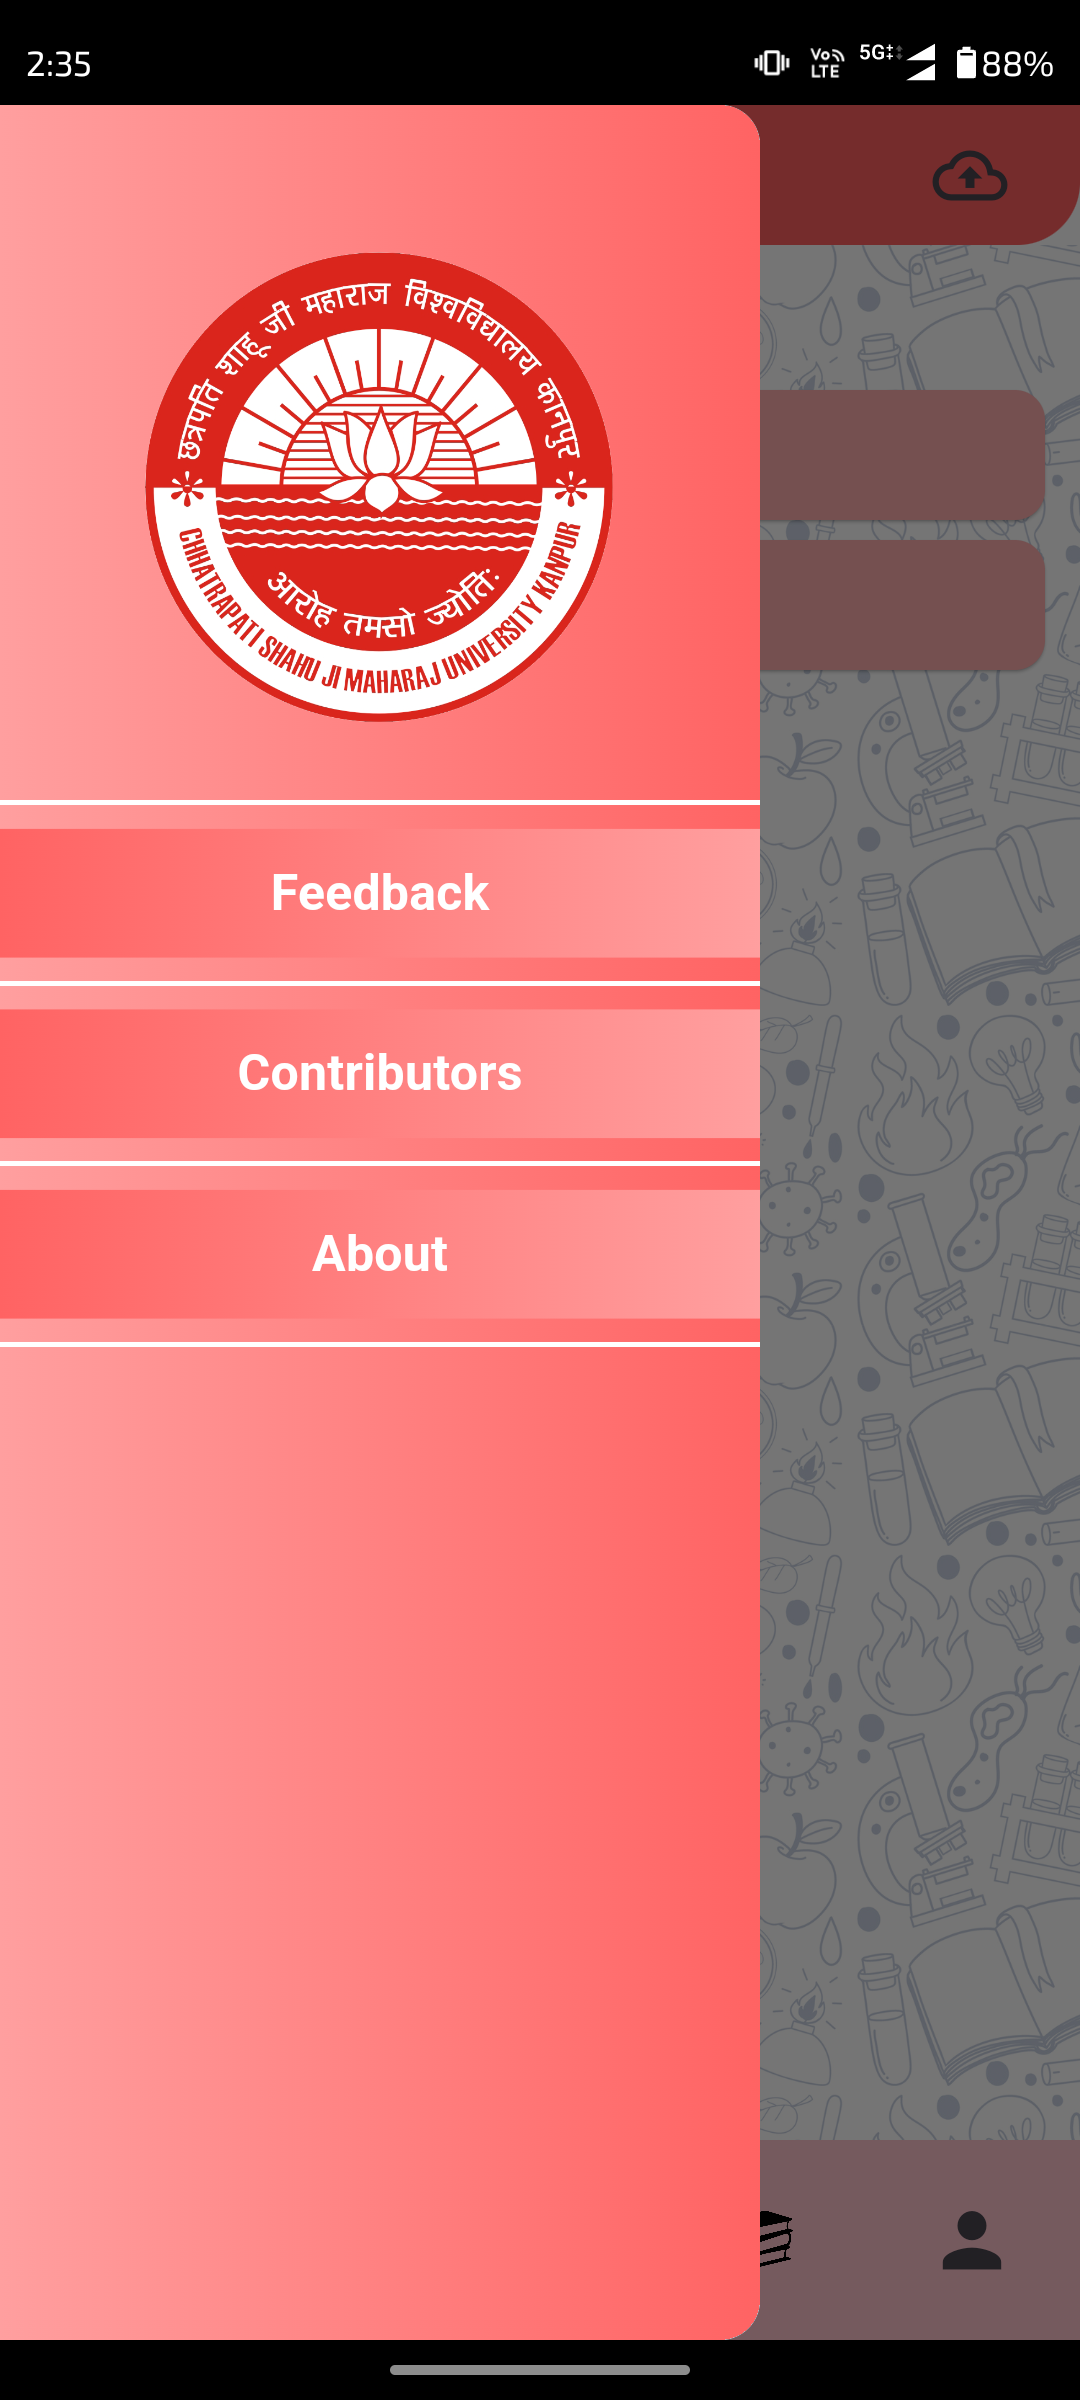 2:35
Vo LTE 5G 88%
छत्रपति शाहू जी महाराज विश्वविद्यालय कानपुर
आरोह तमसो ज्योतिः
CHHATRAPATI SHAHU JI MAHARAJ UNIVERSITY KANPUR
Feedback
Contributors
About